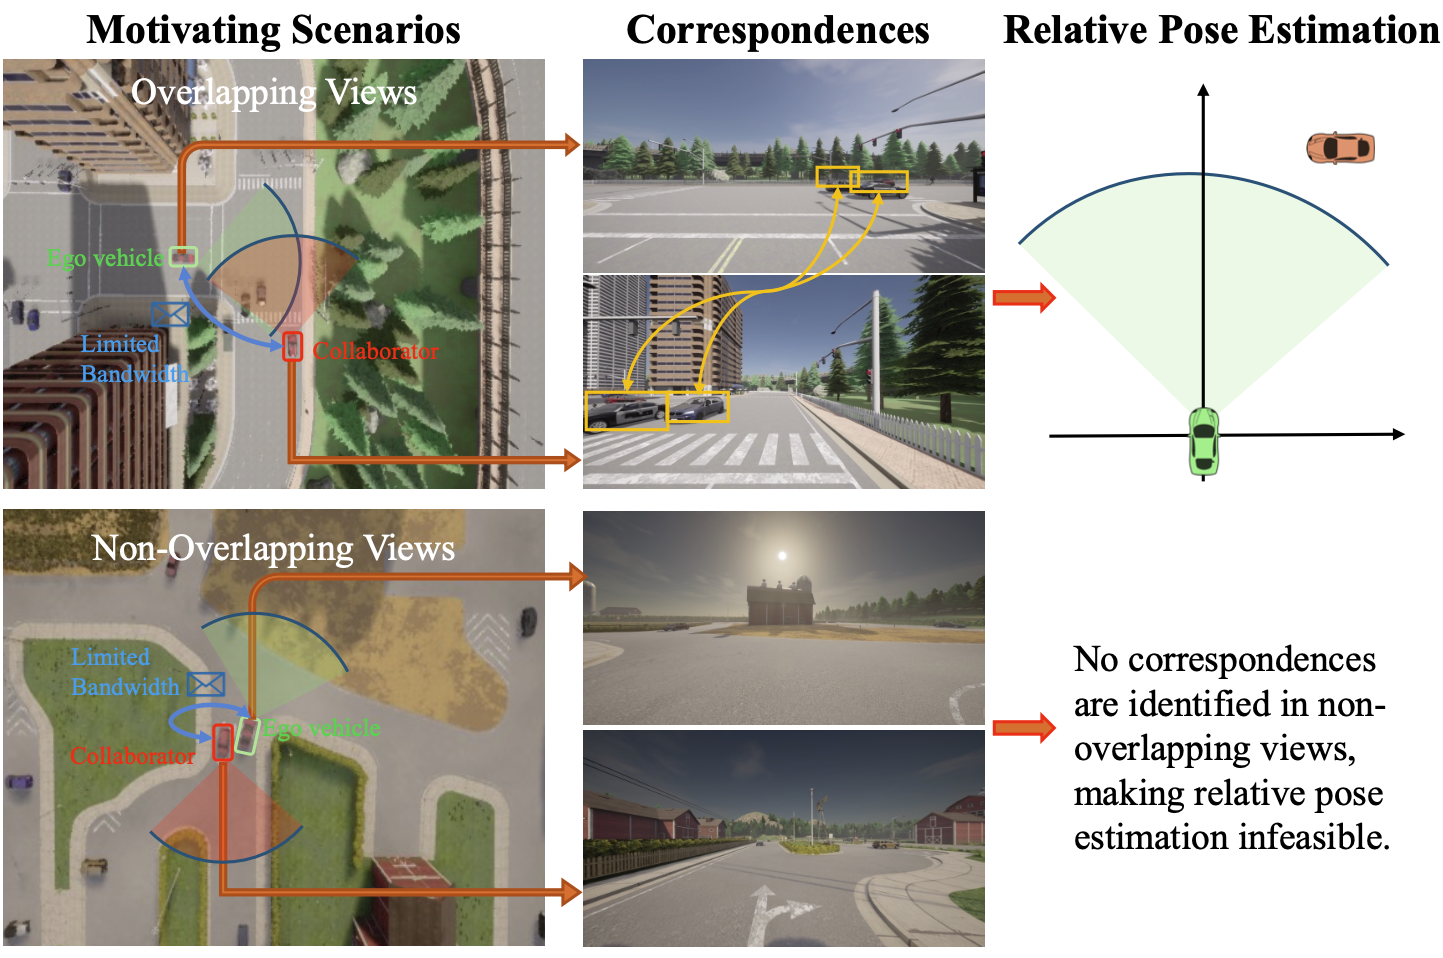 Motivating Scenarios
Correspondences
Relative Pose Estimation
Overlapping Views
Ego vehicle
Limited
Bandwidth
Collaborator
Non-Overlapping Views
Limited
Bandwidth
Ego vehicle
Collaborator
No correspondences
are identified in non-
overlapping views,
making relative pose
estimation infeasible.